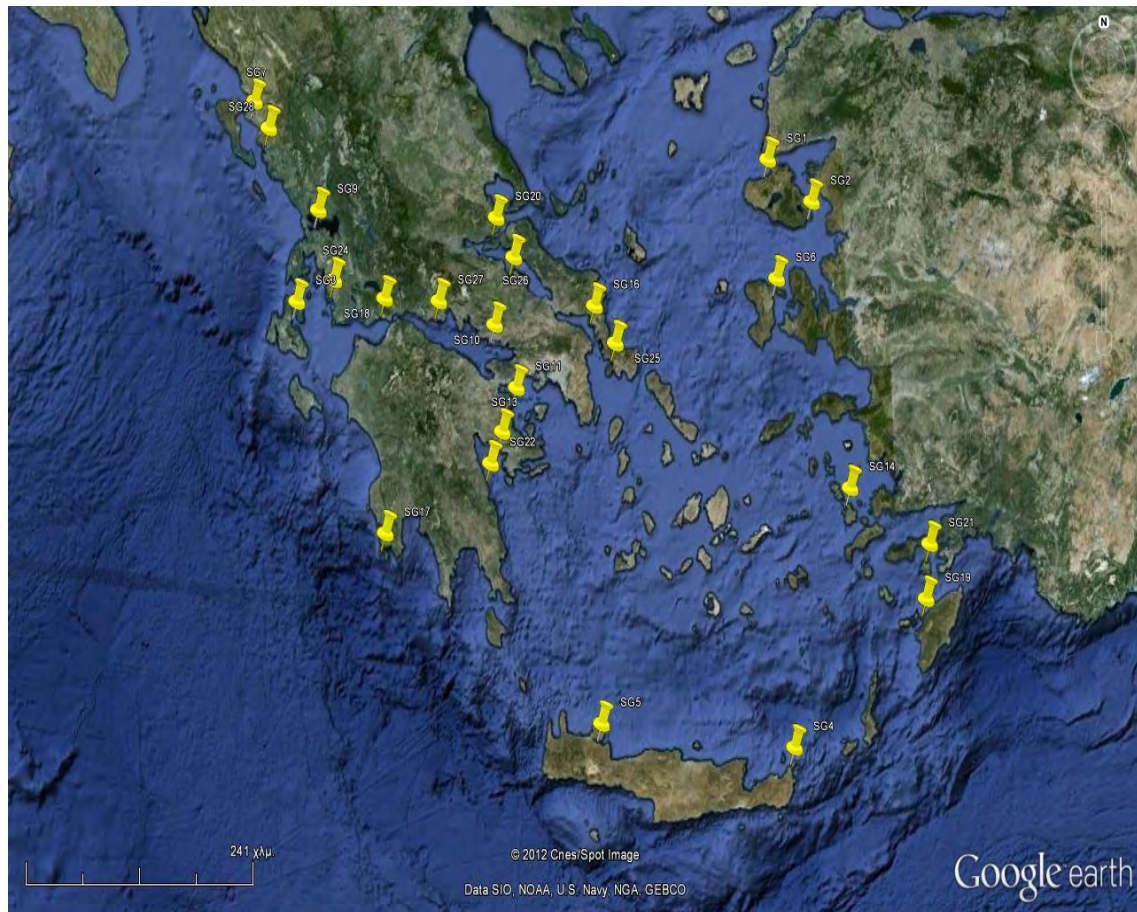 N
SG7
SG28
SG1
SG2
SG9
SG20
SG24
SG6
SG26
SG27
SG16
SG18
SG10
SG25
SG11
SG13
SG22
SG14
SG17
SG21
SG19
SG5
SG4
241 χλμ.
© 2012 Cnes/Spot Image
Data SIO, NOAA, U.S. Navy, NGA, GEBCO
Google earth